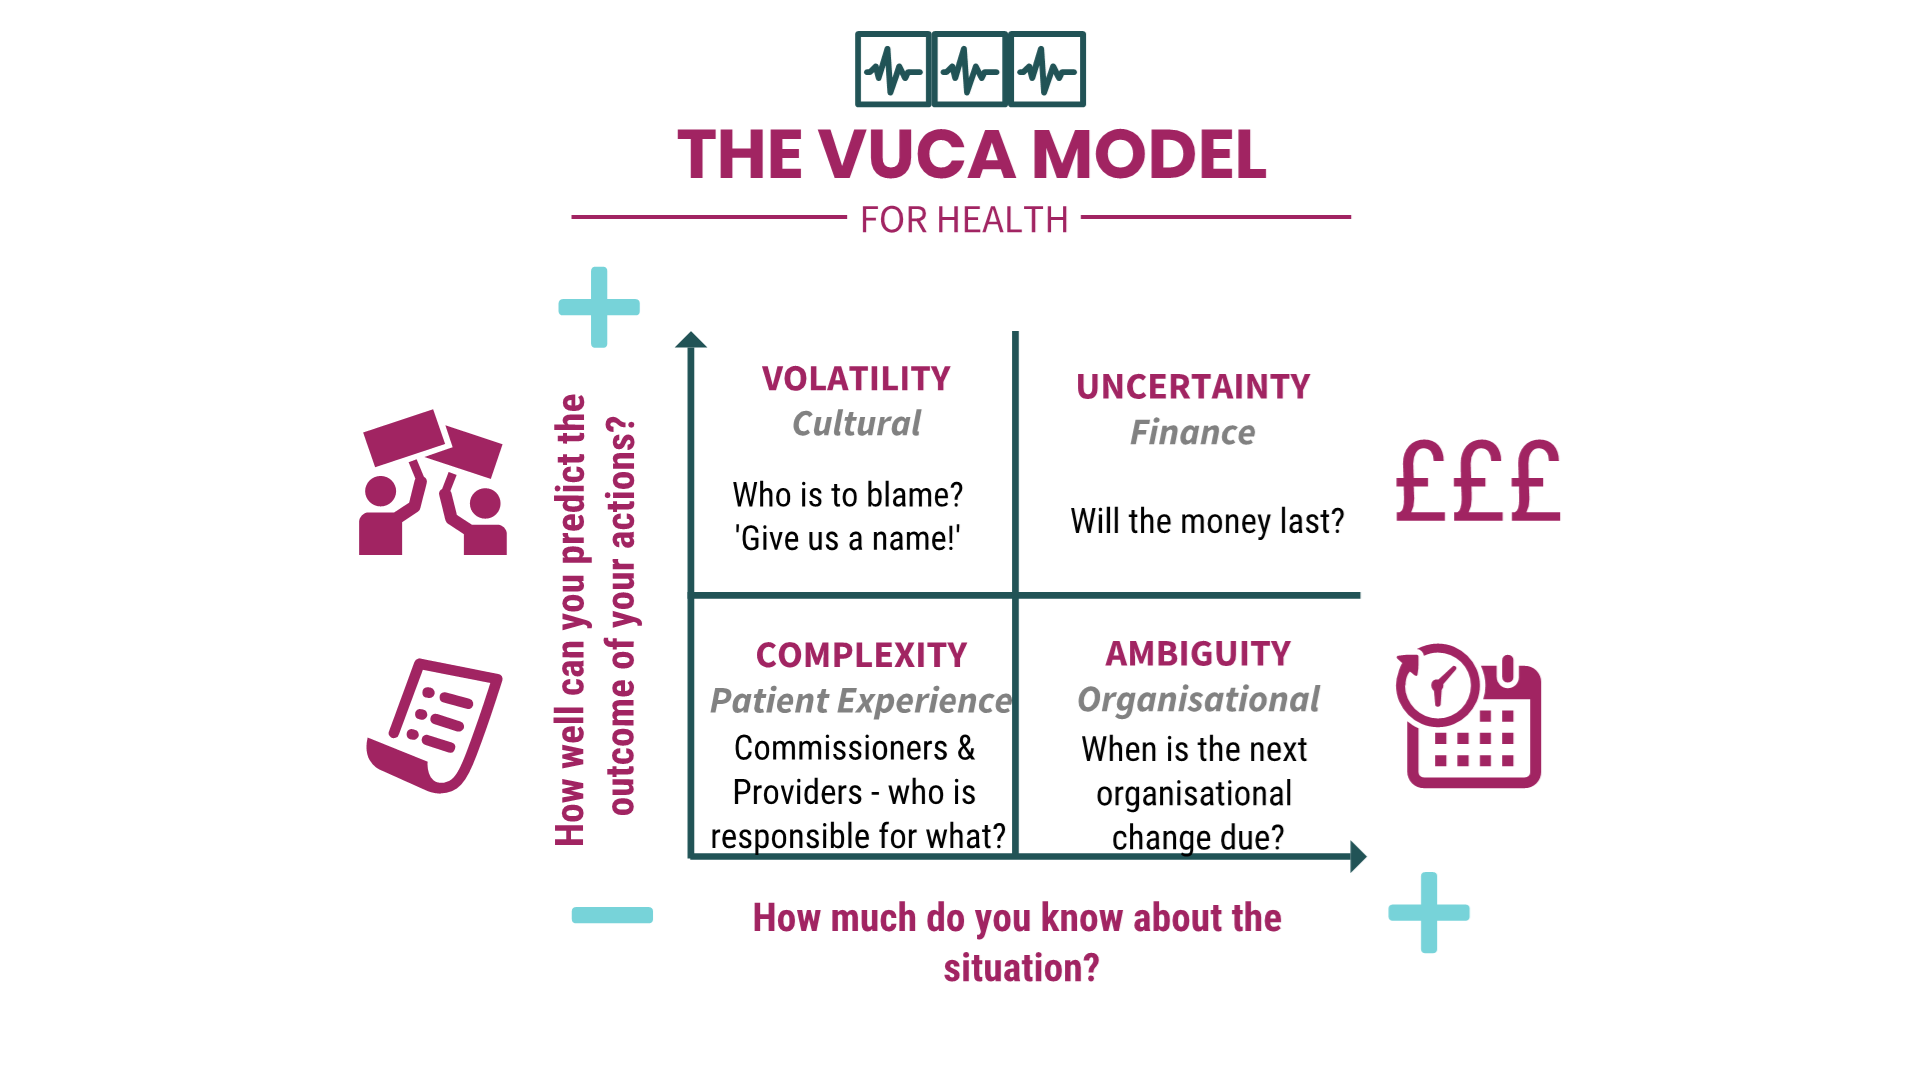 THE VUCA MODEL
FOR HEALTH
How well can you predict the
outcome of your actions?
VOLATILITY
Cultural
Who is to blame?
'Give us a name!'
UNCERTAINTY
Finance
Will the money last?
£££
COMPLEXITY
Patient Experience
Commissioners &
Providers - who is
responsible for what?
AMBIGUITY
Organisational
When is the next
organisational
change due?
How much do you know about the
situation?